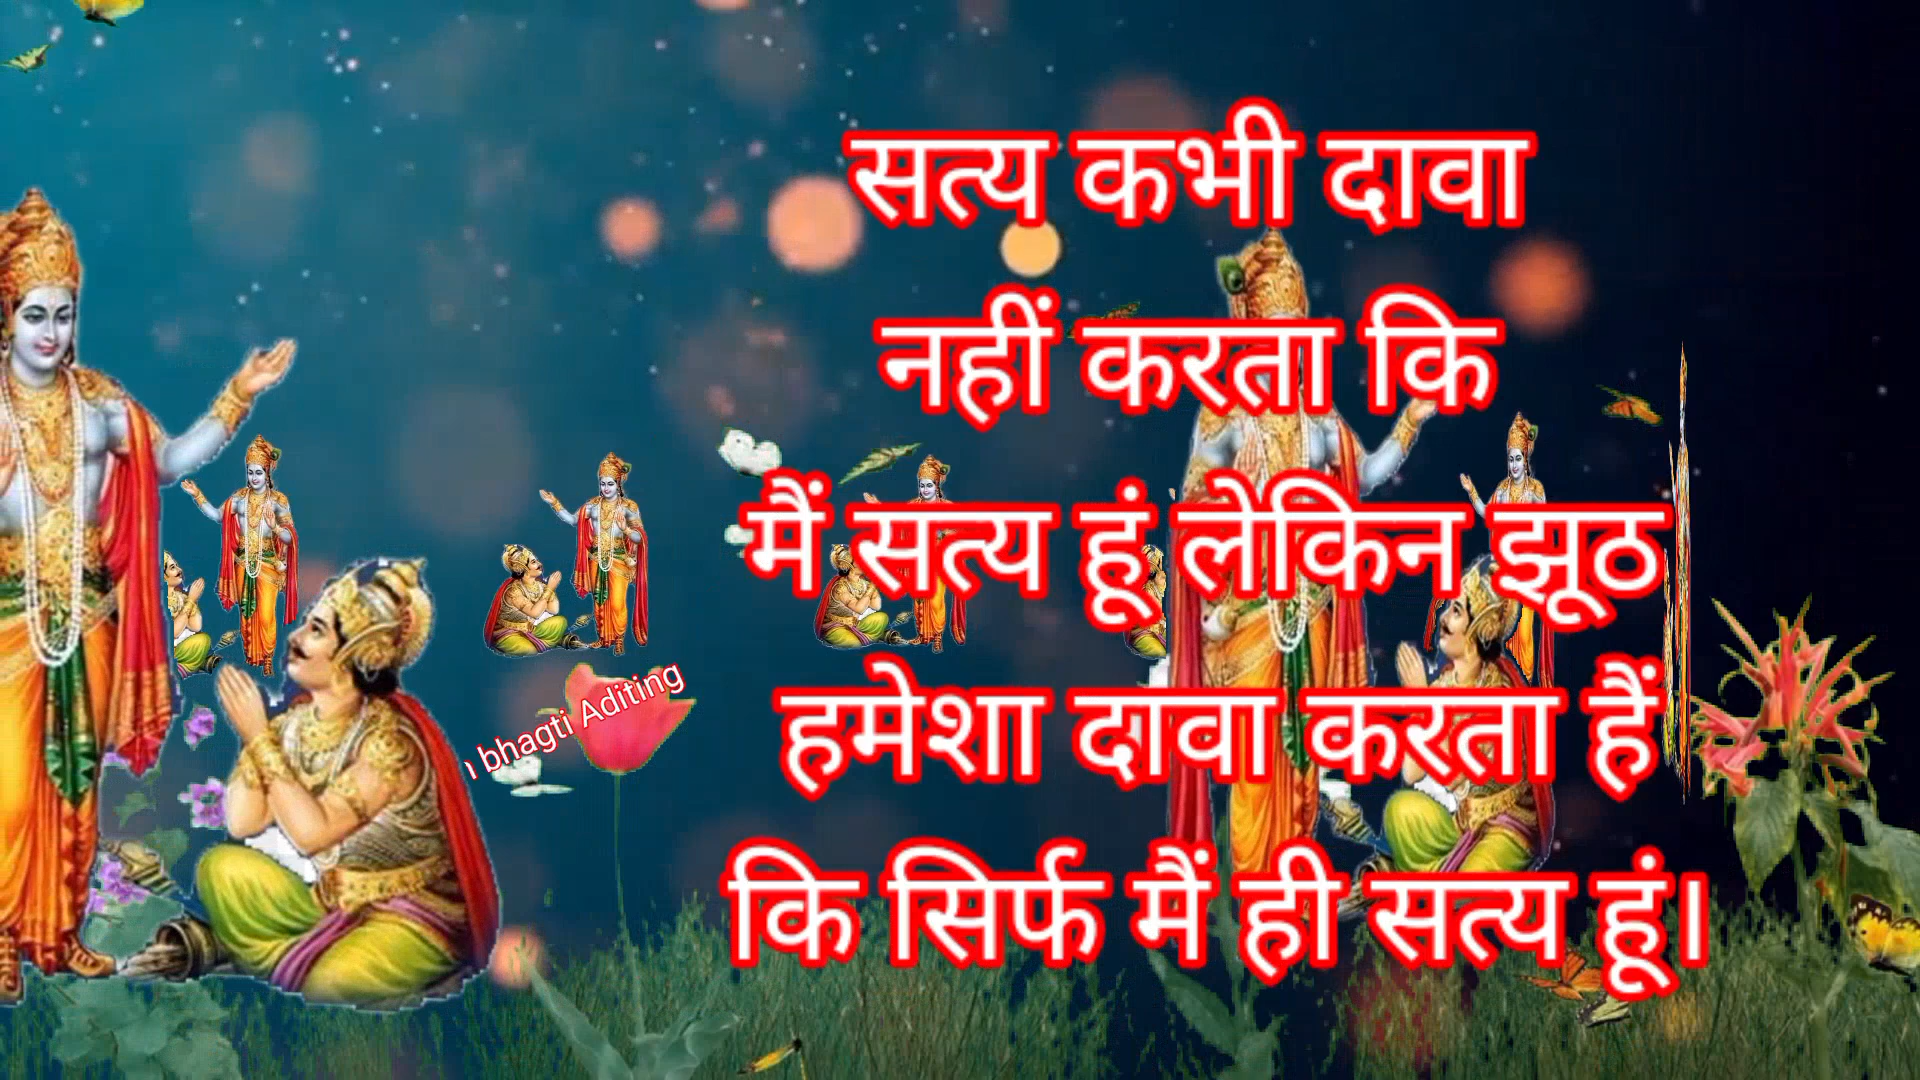 सत्य कभी दावा
नहीं करता कि
मैं सत्य हूं लेकिन झूठ
हमेशा दावा करता हैं
कि सिर्फ मैं ही सत्य हूं।
bhagti Aditing